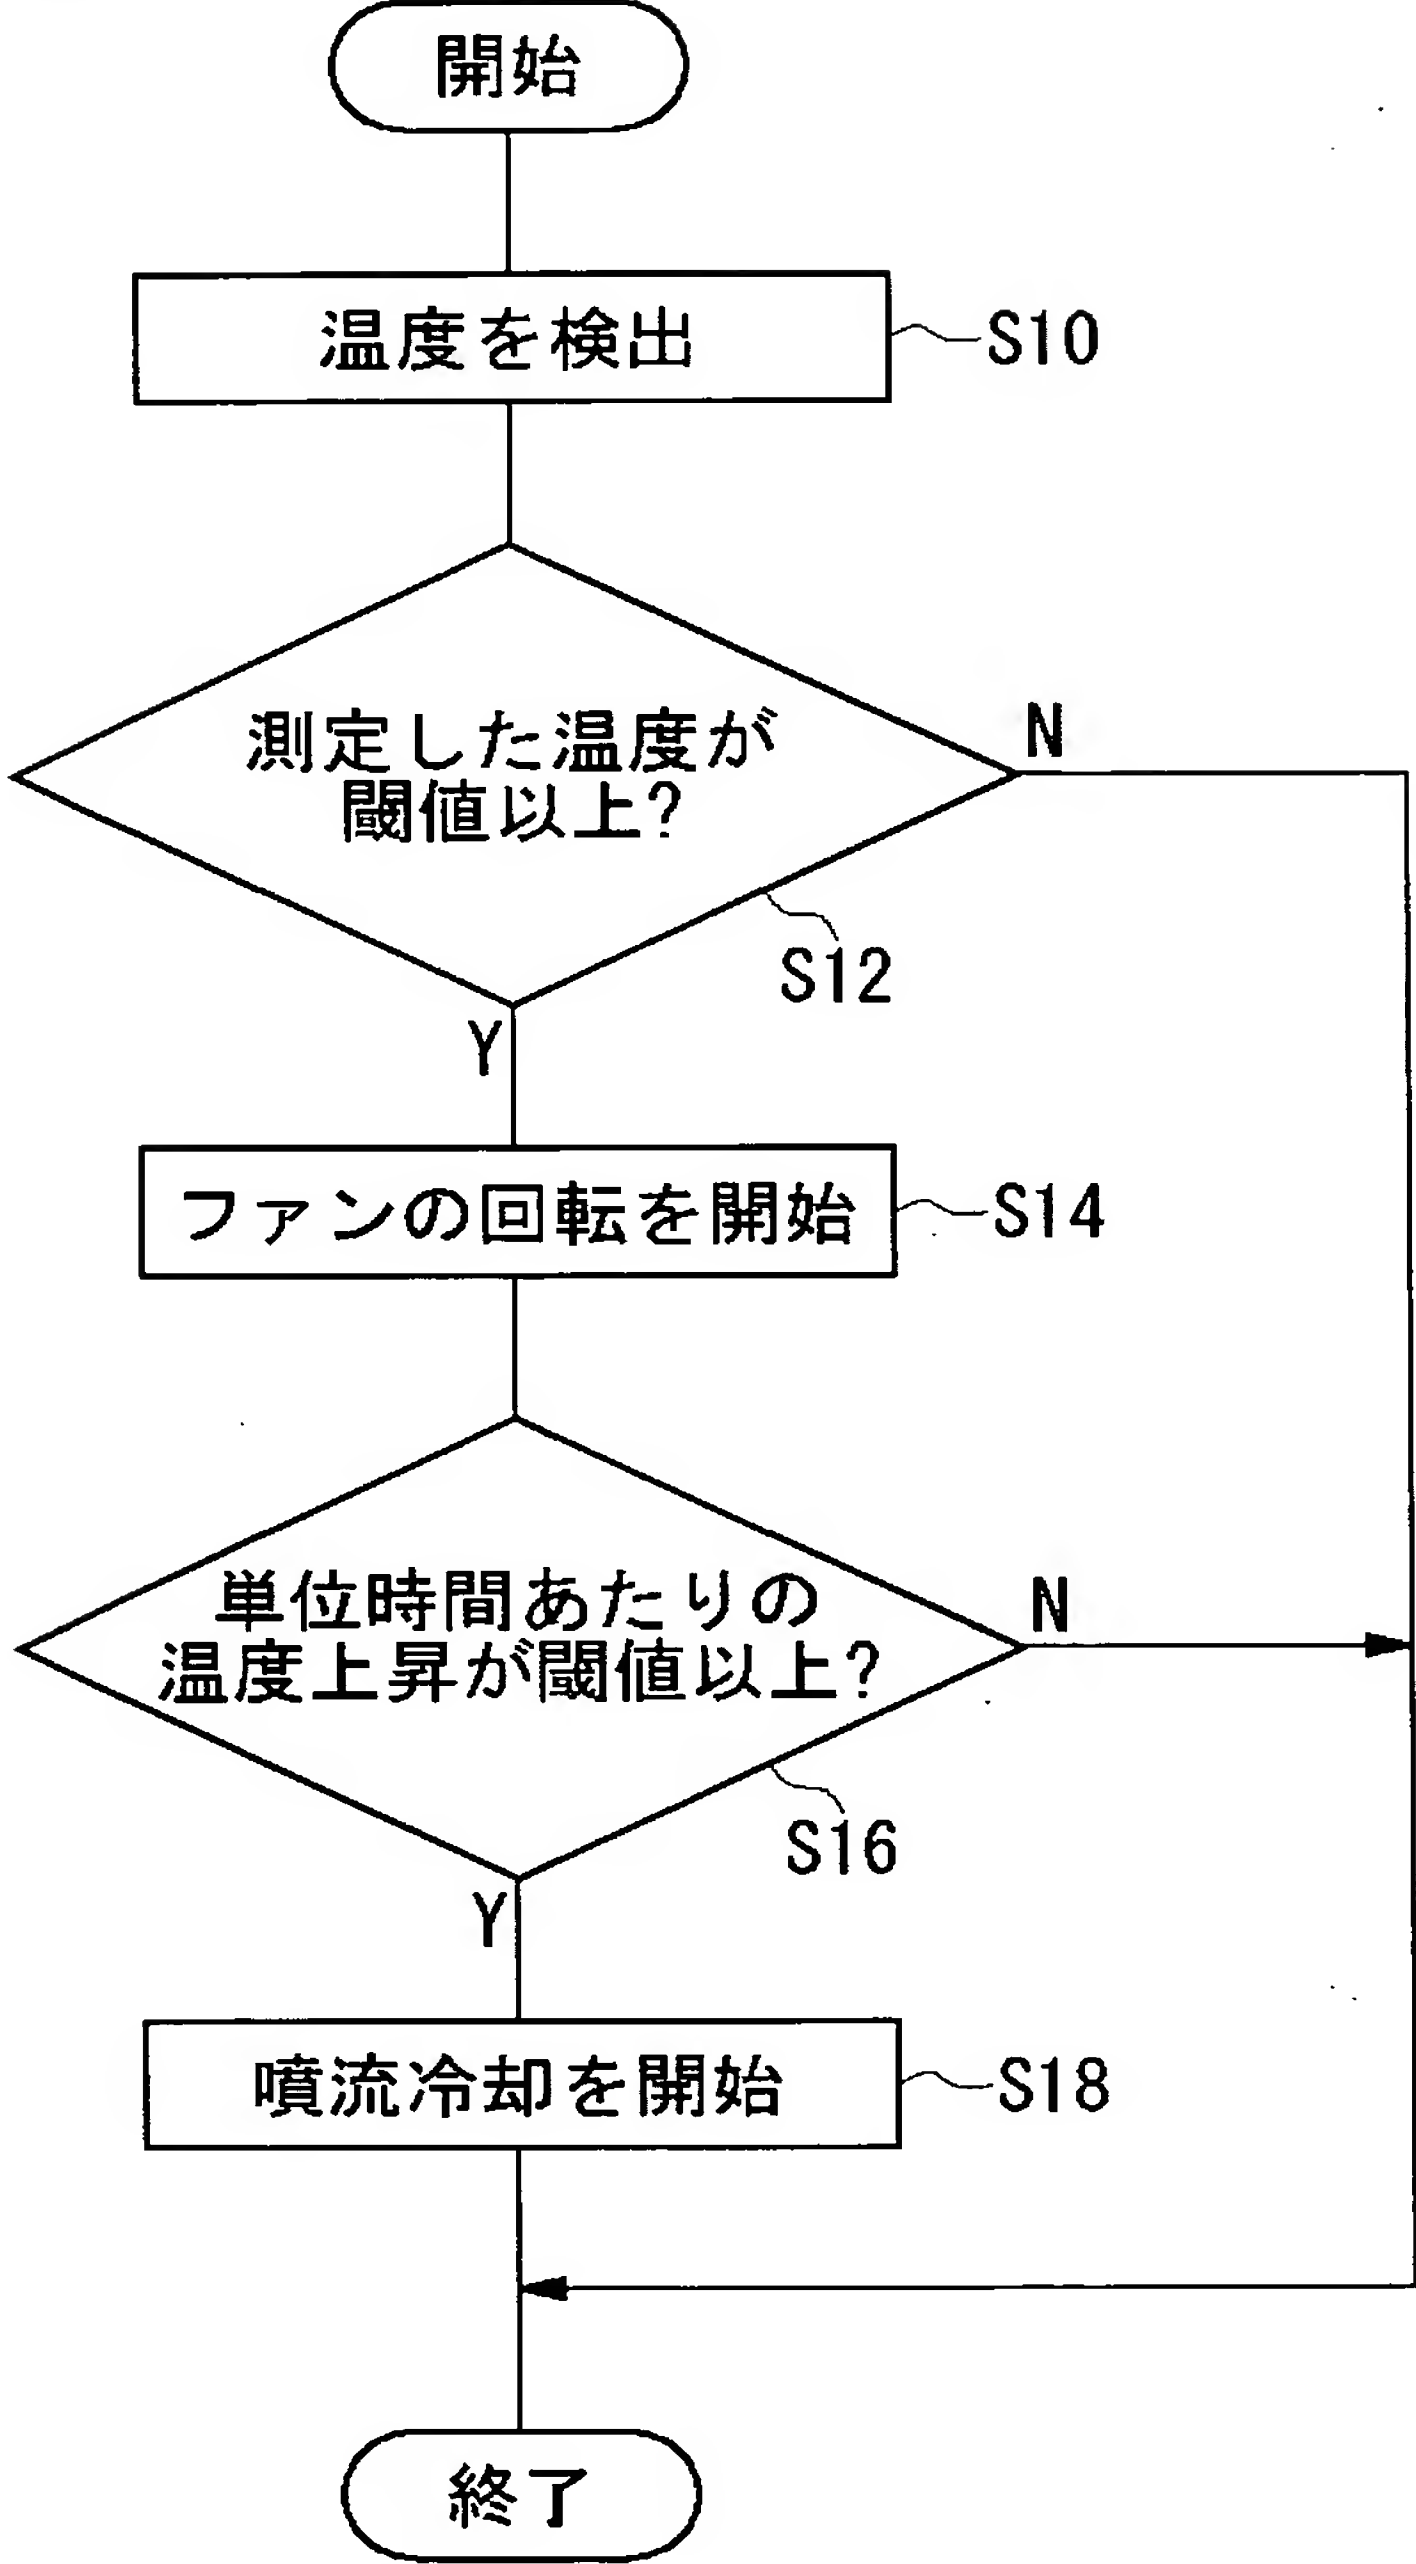 開始
温度を検出
S10
測定した温度が
閾値以上?
N
S12
Y
ファンの回転を開始
S14
単位時間あたりの
温度上昇が閾値以上?
N
S16
Y
噴流冷却を開始
S18
終了